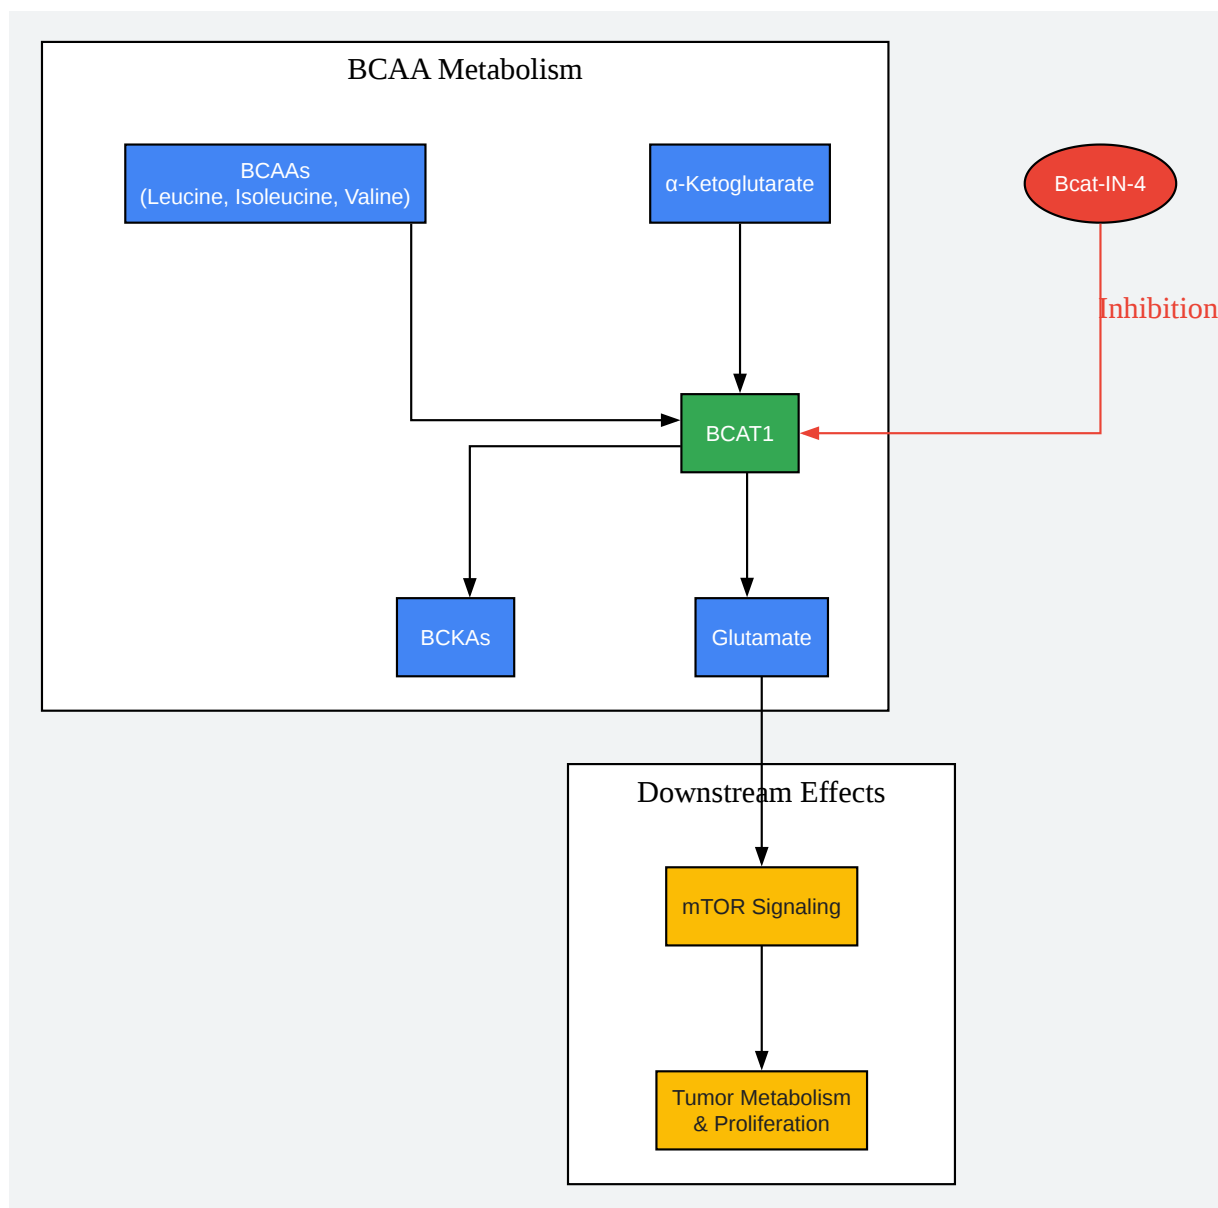 BCAA Metabolism
BCAAs
(Leucine, Isoleucine, Valine)
α-Ketoglutarate
Bcat-IN-4
Inhibition
BCAT1
BCKAs
Glutamate
Downstream Effects
mTOR Signaling
Tumor Metabolism
& Proliferation